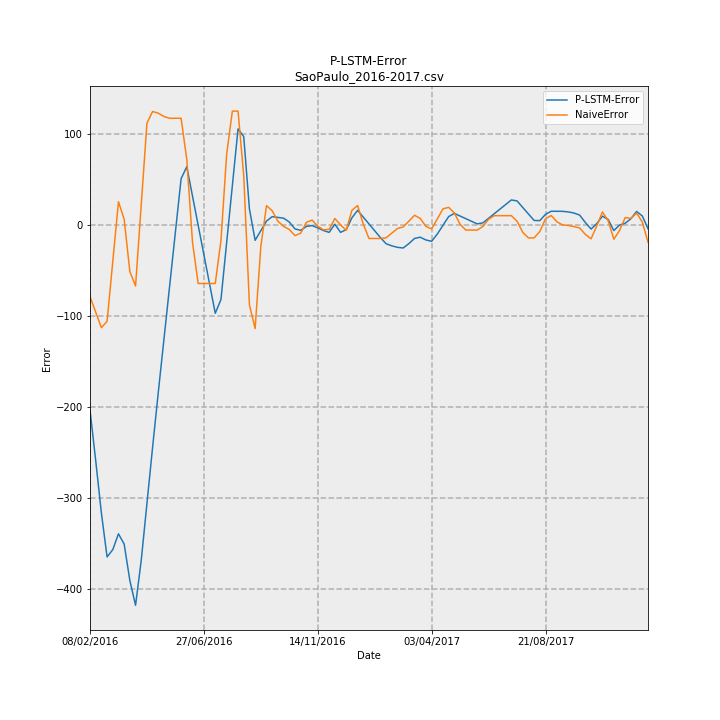 P-LSTM-Error
SaoPaulo_2016-2017.csv
P-LSTM-Error
NaiveError
100
0
−100
−200
−300
−400
Error
08/02/2016
27/06/2016
14/11/2016
03/04/2017
21/08/2017
Date